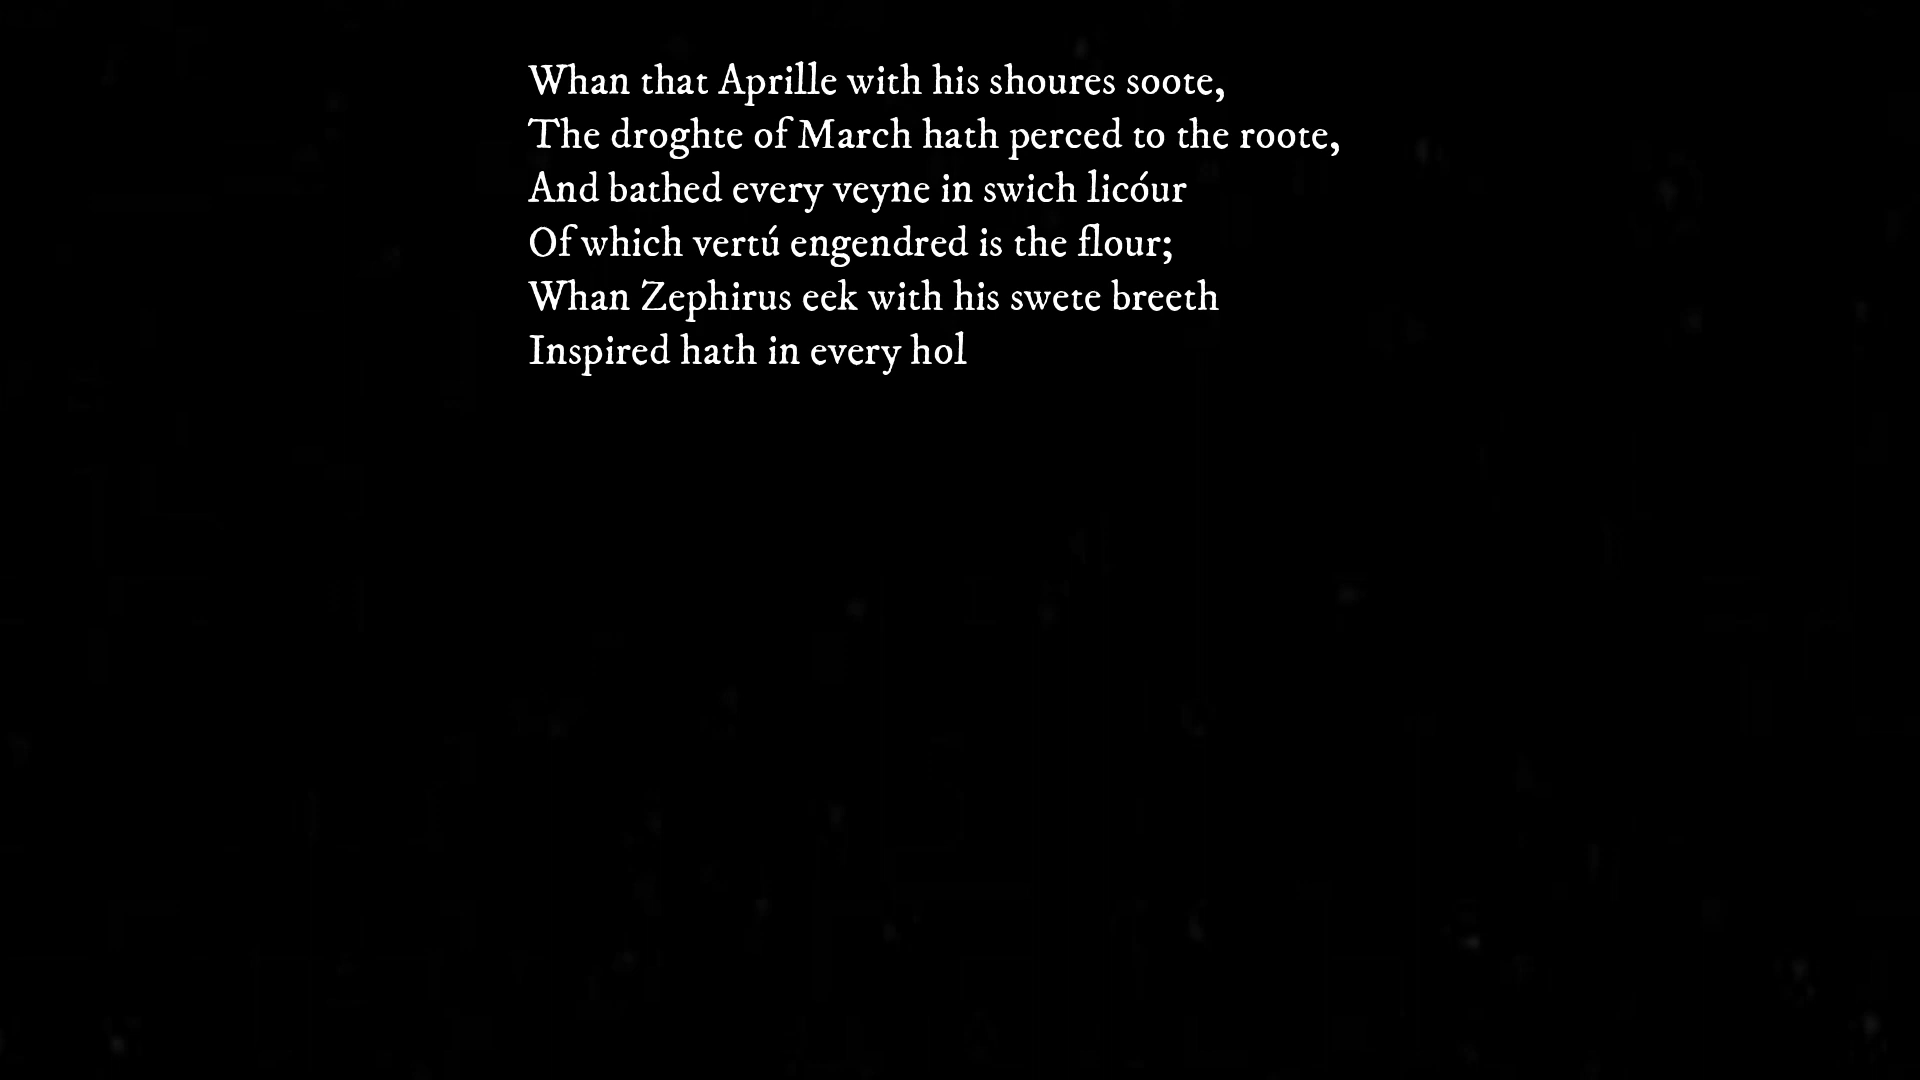 Whan that Aprille with his shoures soote,
The droghte of March hath perced to the roote,
And bathed every veyne in swich licóur
Of which vertú engendred is the flour;
Whan Zephirus eek with his swete breeth
Inspired hath in every hol